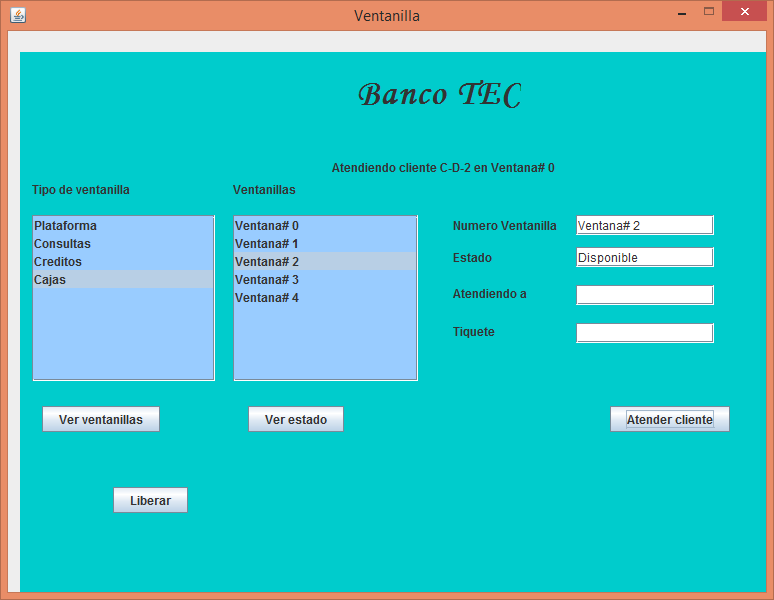 Ventanilla
Banco TEC
Atendiendo cliente C-D-2 en Ventana# 0
Tipo de ventanilla
Ventanillas
Plataforma
Consultas
Creditos
Cajas
Ventana# 0
Ventana# 1
Ventana# 2
Ventana# 3
Ventana# 4
Numero Ventanilla
Ventana# 2
Estado
Disponible
Atendiendo a
Tiquete
Ver ventanillas
Ver estado
Atender cliente
Liberar